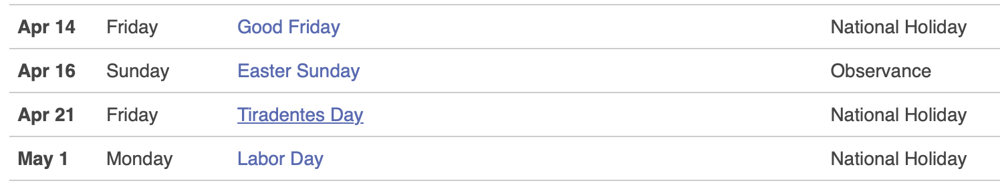 Apr 14 Friday Good Friday National Holiday
Apr 16 Sunday Easter Sunday Observance
Apr 21 Friday Tiradentes Day National Holiday
May 1 Monday Labor Day National Holiday